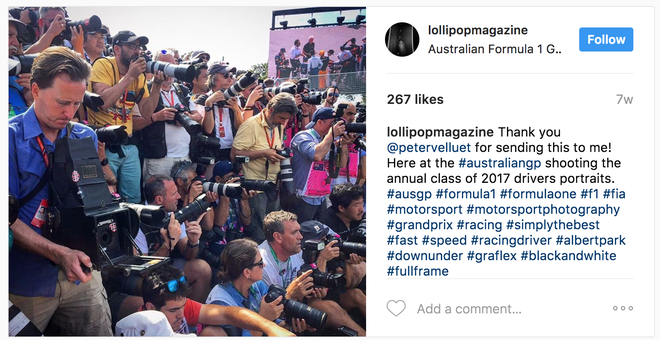 lollipopmagazine
Australian Formula 1 G..
Follow
267 likes
7w
lollipopmagazine Thank you
@petervelluet for sending this to me!
Here at the #australiangp shooting the
annual class of 2017 drivers portraits.
#ausgp #formula1 #formulaone #f1 #fia
#motorsport #motorsportphotography
#grandprix #racing #simplythebest
#fast #speed #racingdriver #albertpark
#downunder #graflex #blackandwhite
#fullframe
Add a comment...